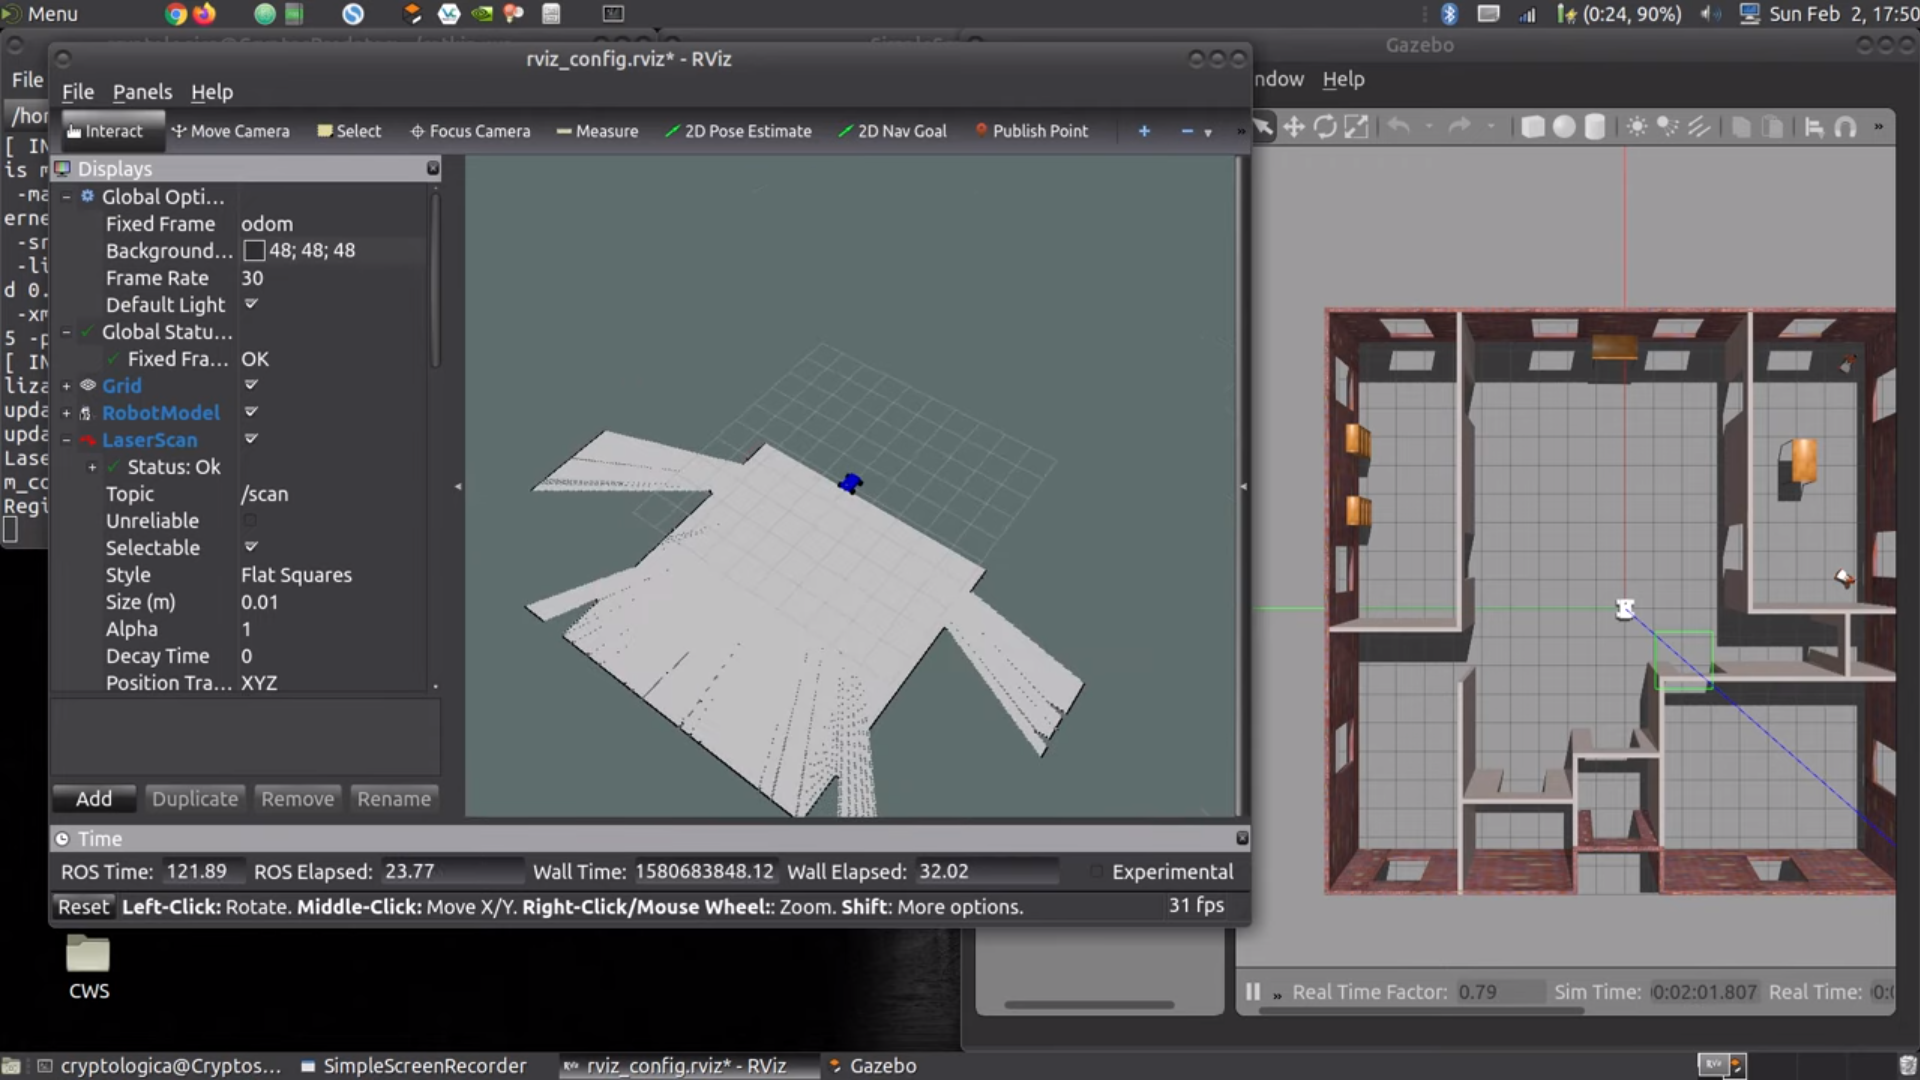 Menu
(0:24, 90%)
Sun Feb 2, 17:50
rviz_config.rviz* - RViz
Gazebo
File
File Panels Help
ndow Help
/hor
Interact Move Camera Select Focus Camera Measure 2D Pose Estimate 2D Nav Goal Publish Point
[ IN
is m
-ma
erne
-sr
-li
d 0.
-xm
5 -p
[ IN
liza
upda
upda
Lase
m_co
Regi
Displays
Global Opti...
Fixed Frame odom
Background... 48; 48; 48
Frame Rate 30
Default Light
Global Statu...
Fixed Fra... OK
Grid
RobotModel
LaserScan
Status: Ok
Topic /scan
Unreliable
Selectable
Style Flat Squares
Size (m) 0.01
Alpha 1
Decay Time 0
Position Tra... XYZ
Add Duplicate Remove Rename
Time
ROS Time: 121.89 ROS Elapsed: 23.77 Wall Time: 1580683848.12 Wall Elapsed: 32.02 Experimental
Reset Left-Click: Rotate. Middle-Click: Move X/Y. Right-Click/Mouse Wheel:: Zoom. Shift: More options. 31 fps
CWS
Real Time Factor: 0.79 Sim Time: 0:02:01.807 Real Time:
cryptologica@Cryptos... SimpleScreenRecorder rviz_config.rviz* - RViz Gazebo